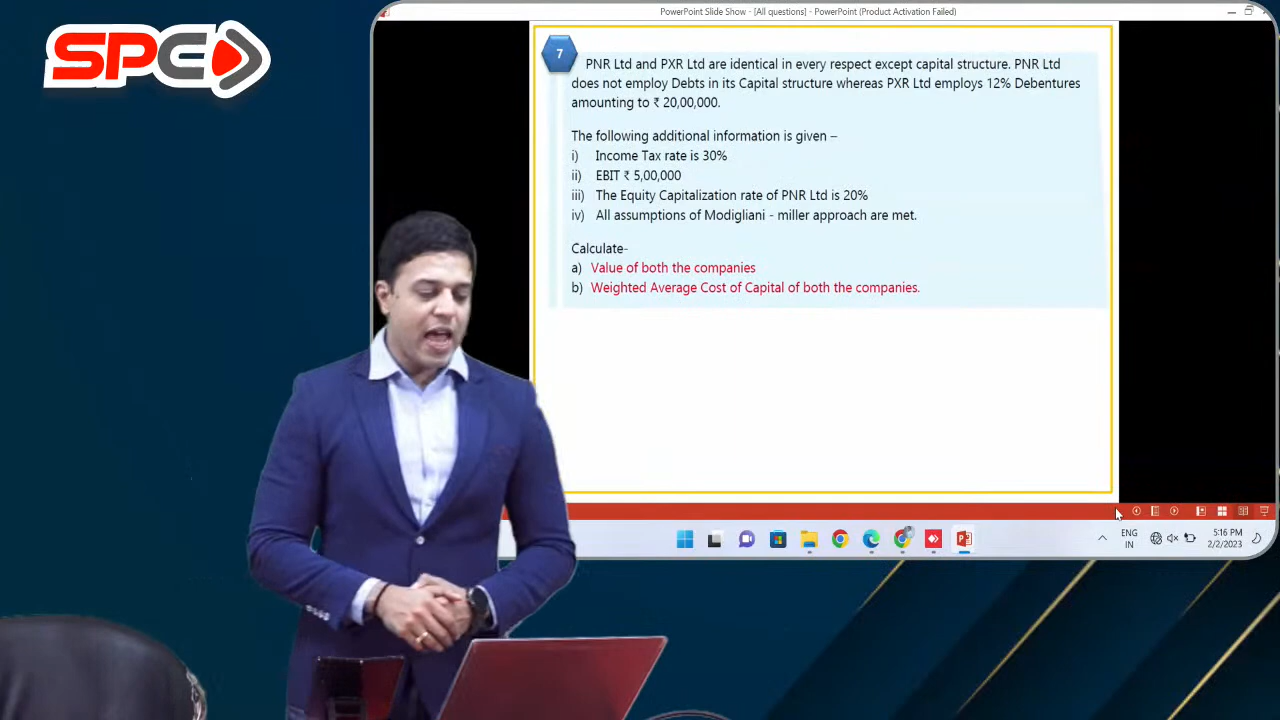 SPC
PowerPoint Slide Show - [All questions] - PowerPoint (Product Activation Failed)
7
PNR Ltd and PXR Ltd are identical in every respect except capital structure. PNR Ltd
does not employ Debts in its Capital structure whereas PXR Ltd employs 12% Debentures
amounting to ₹ 20,00,000.
The following additional information is given –
i) Income Tax rate is 30%
ii) EBIT ₹ 5,00,000
iii) The Equity Capitalization rate of PNR Ltd is 20%
iv) All assumptions of Modigliani - miller approach are met.
Calculate-
a) Value of both the companies
b) Weighted Average Cost of Capital of both the companies.
ENG
IN
5:16 PM
2/2/2023